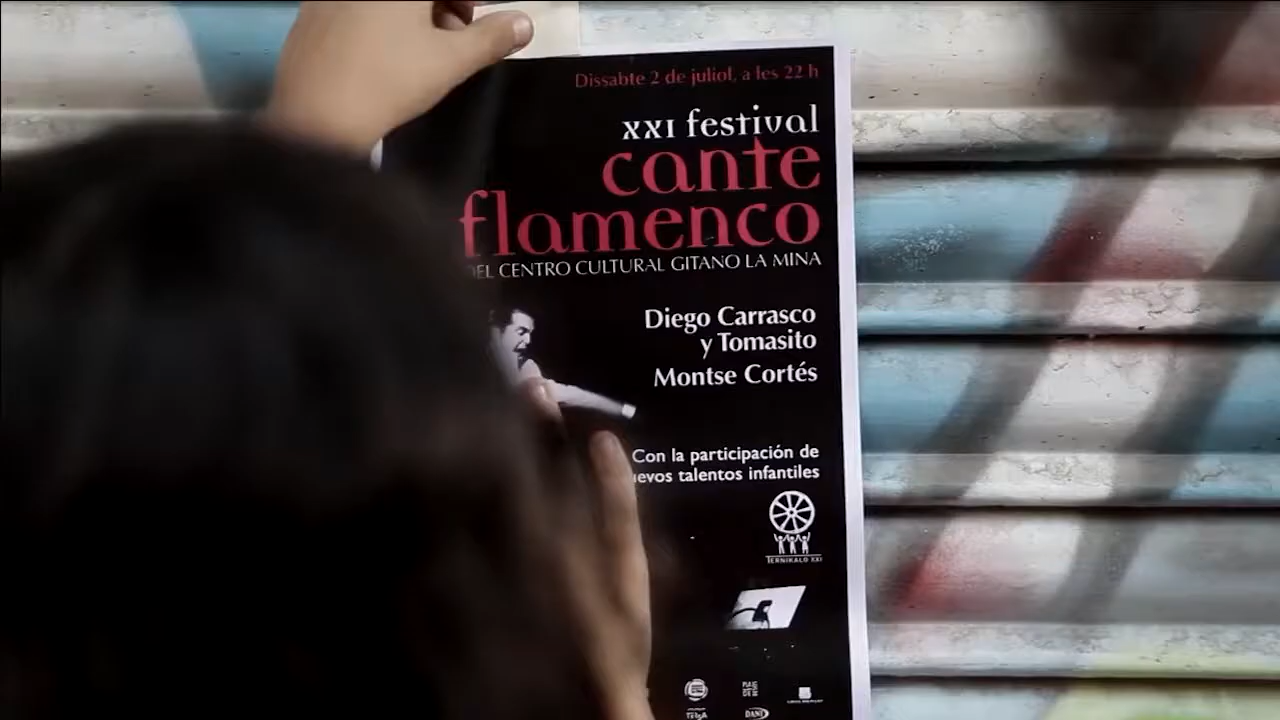 Dissabte 2 de juliol, a les 22 h
XXI festival
cante
flamenco
DEL CENTRO CULTURAL GITANO LA MINA
Diego Carrasco
y Tomasito
Montse Cortés
Con la participación de
talentos infantiles
TERNIKALO XXI